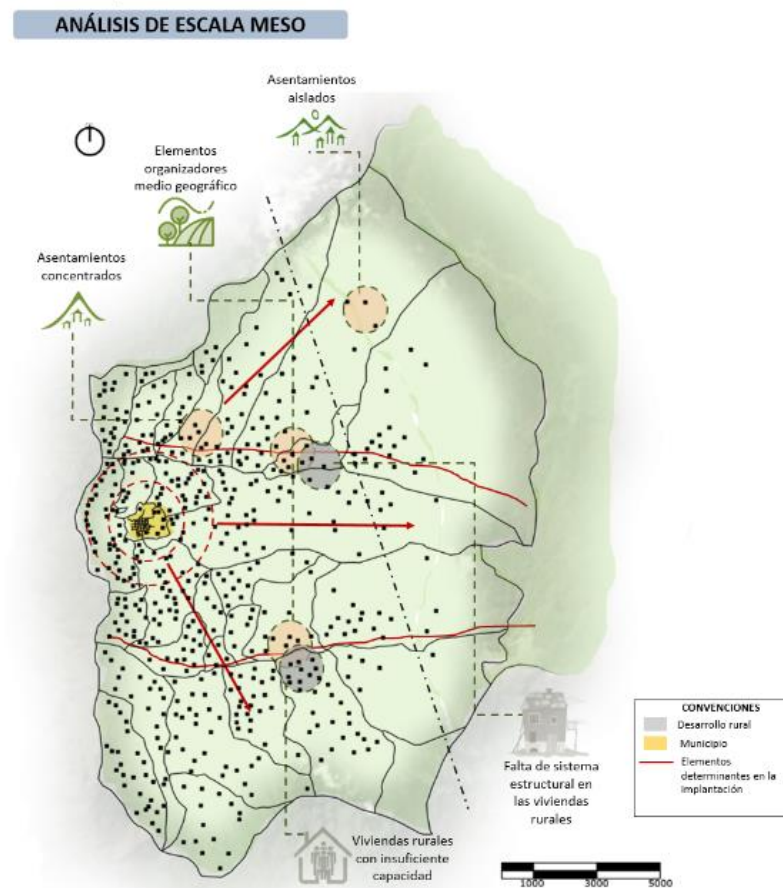 ANÁLISIS DE ESCALA MESO
Asentamientos
aislados
Elementos
organizadores
medio geográfico
Asentamientos
concentrados
CONVENCIONES
Desarrollo rural
Municipio
Elementos
determinantes en la
implantación
Falta de sistema
estructural en
las viviendas
rurales
Viviendas rurales
con insuficiente
capacidad
1000 3000 5000